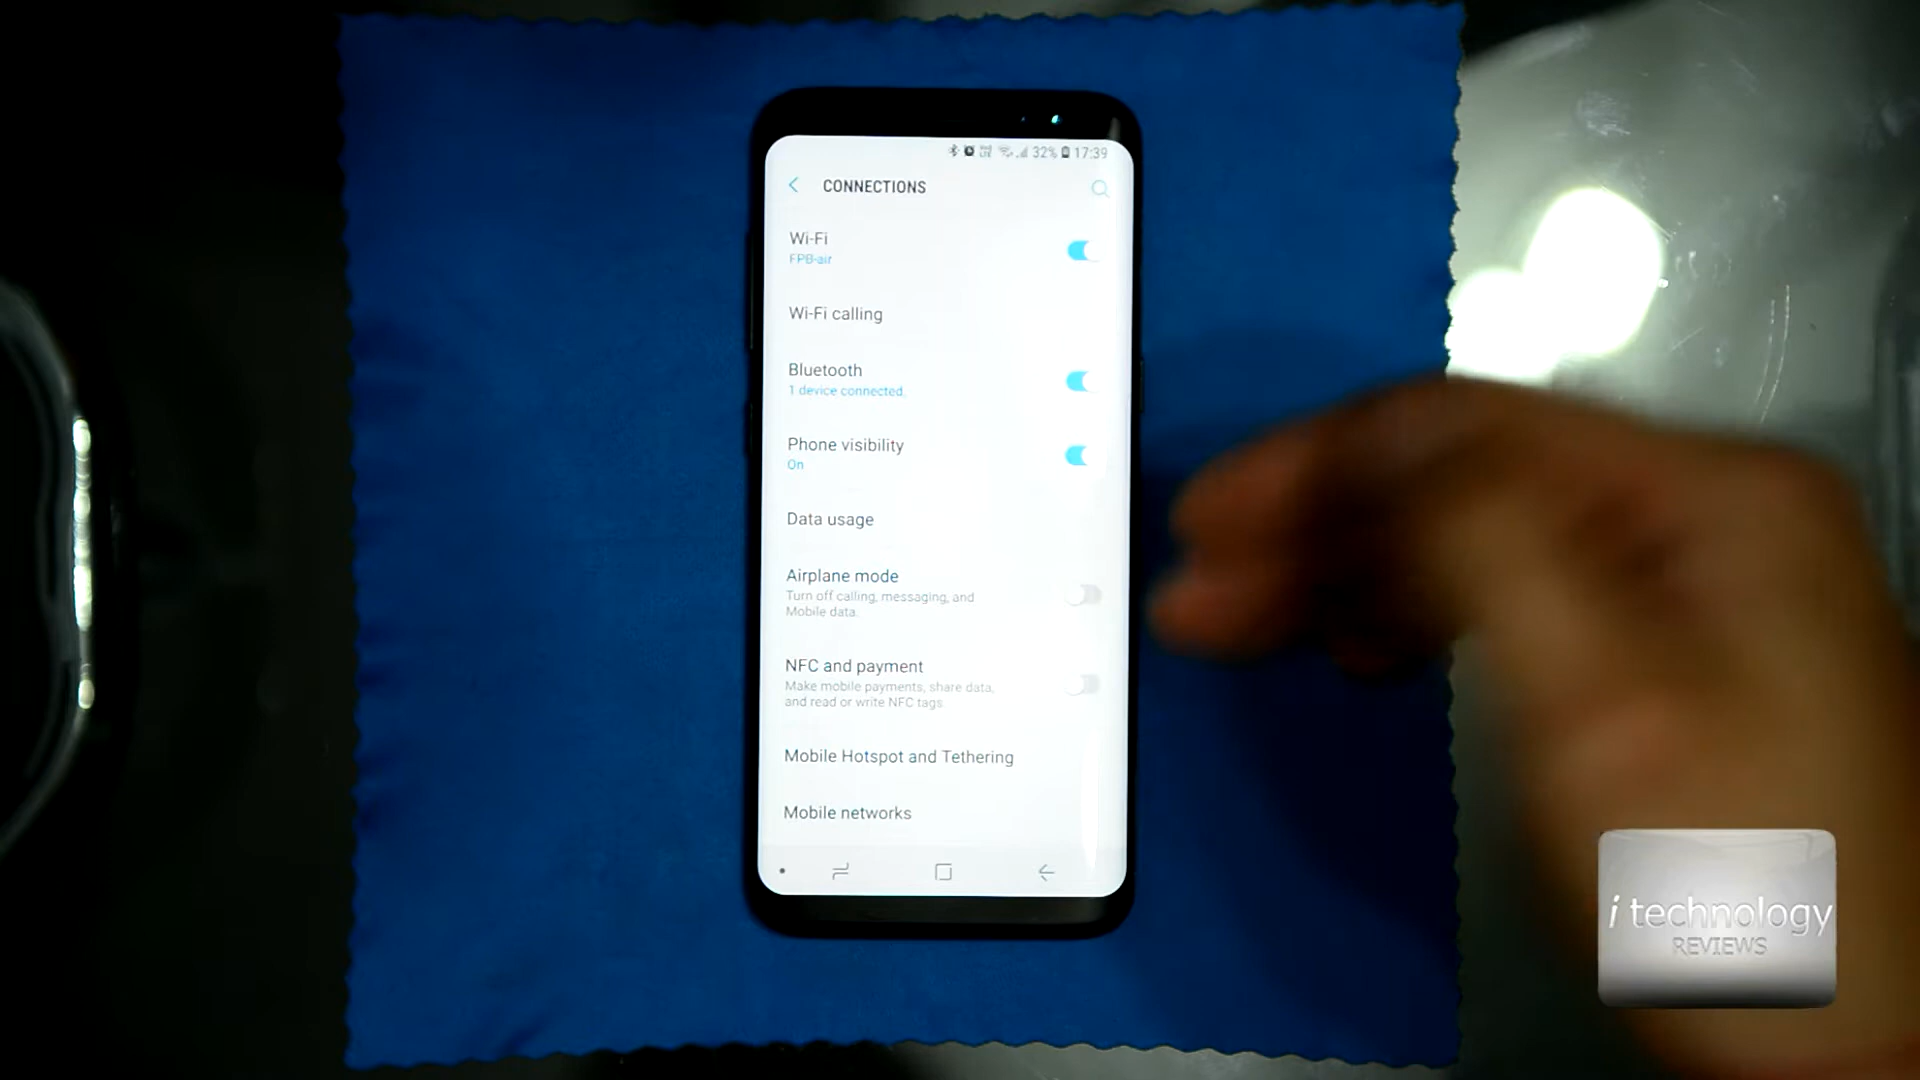 32% 17:39
CONNECTIONS
Wi-Fi
FPB-air
Wi-Fi calling
Bluetooth
1 device connected.
Phone visibility
On
Data usage
Airplane mode
Turn off calling, messaging, and
Mobile data.
NFC and payment
Make mobile payments, share data,
and read or write NFC tags
Mobile Hotspot and Tethering
Mobile networks
i technology
REVIEWS